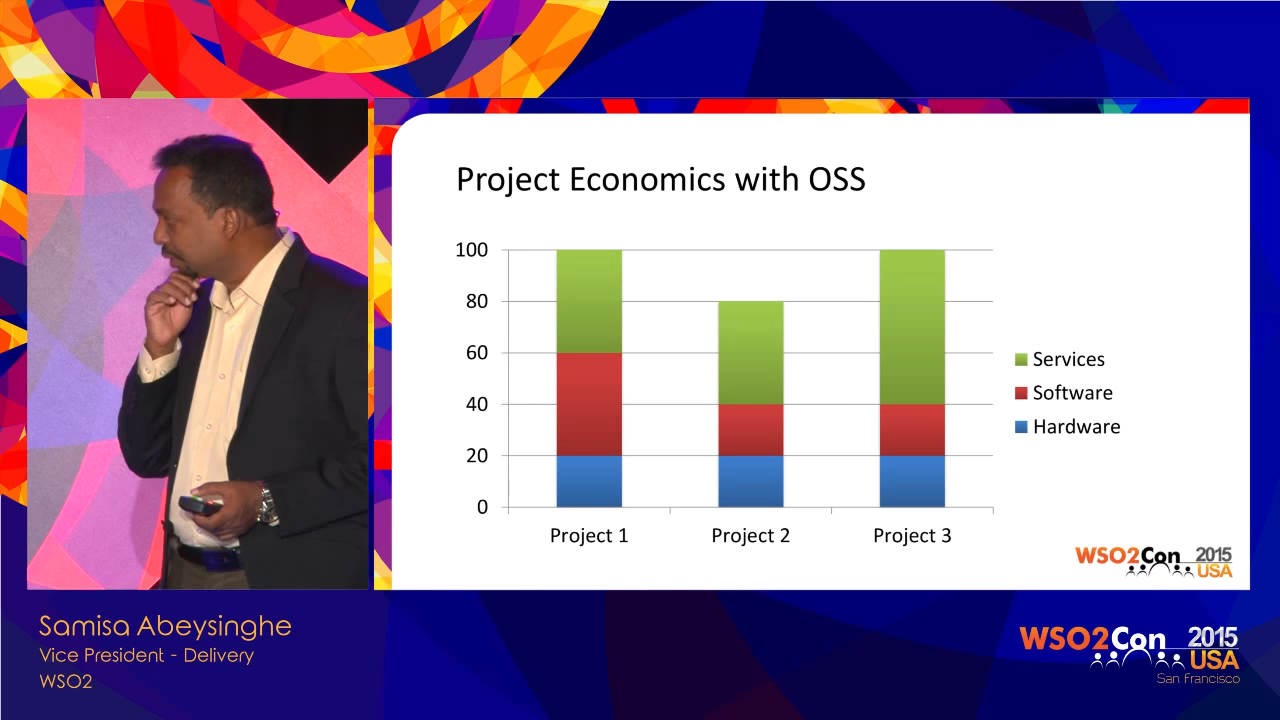 Project Economics with OSS
100
80
60
40
20
0
Project 1
Project 2
Project 3
Services
Software
Hardware
WSO2Con 2015
USA
Samisa Abeysinghe
Vice President - Delivery
WSO2
WSO2Con 2015
USA
San Francisco